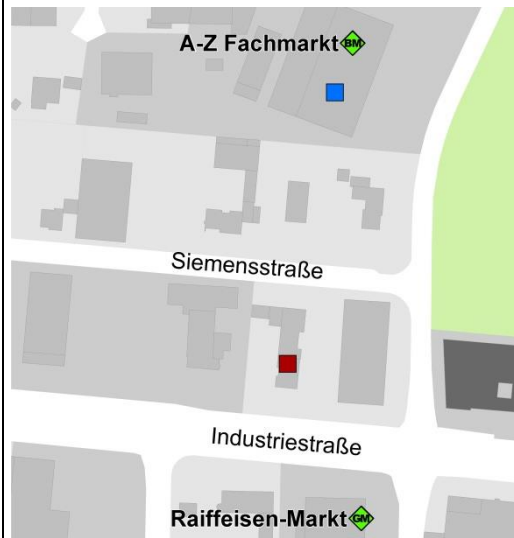 A-Z Fachmarkt BM
Siemensstraße
Industriestraße
Raiffeisen-Markt GM